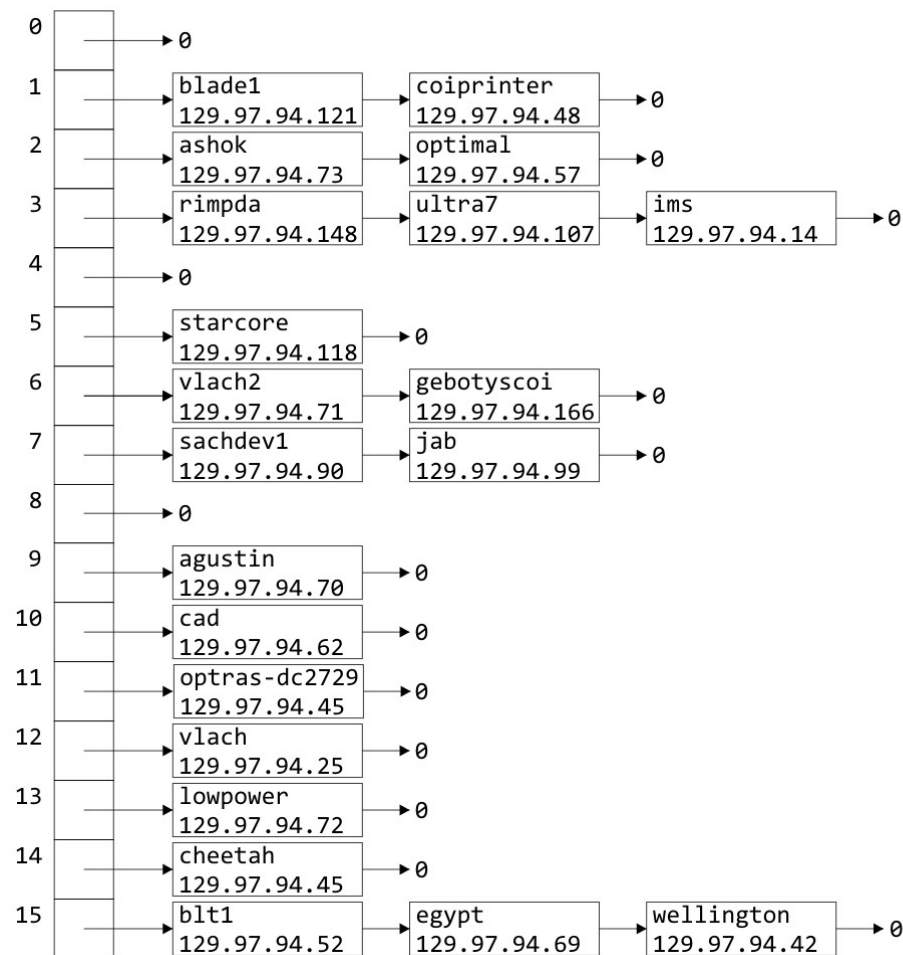 0
0
1
blade1 coiprinter
129.97.94.121 129.97.94.48 0
2
ashok optimal
129.97.94.73 129.97.94.57 0
3
rimpda ultra7 ims
129.97.94.148 129.97.94.107 129.97.94.14 0
4
0
5
starcore
129.97.94.118 0
6
vlach2 gebotyscoi
129.97.94.71 129.97.94.166 0
7
sachdev1 jab
129.97.94.90 129.97.94.99 0
8
0
9
agustin
129.97.94.70 0
10
cad
129.97.94.62 0
11
optras-dc2729
129.97.94.45 0
12
vlach
129.97.94.25 0
13
lowpower
129.97.94.72 0
14
cheetah
129.97.94.45 0
15
blt1 egypt wellington
129.97.94.52 129.97.94.69 129.97.94.42 0